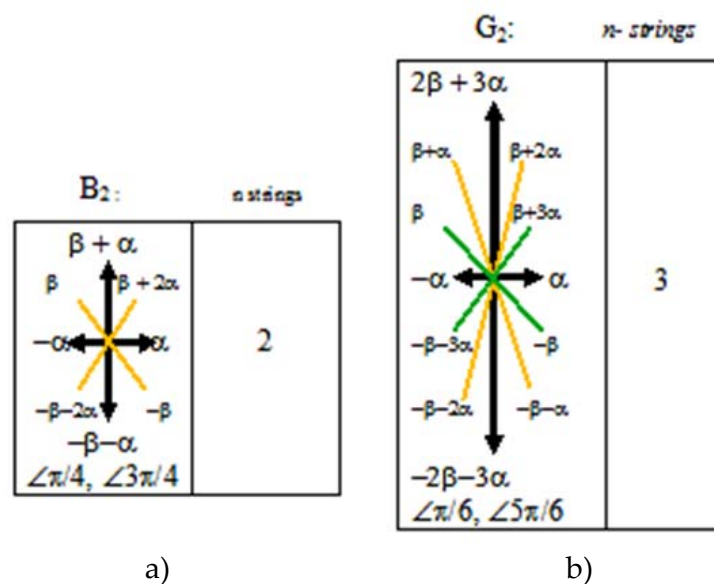 B₂:
n strings
β + α
β
β + 2α
−α
α
2
−β−2α
−β
−β−α
∠π/4, ∠3π/4
a)
G₂:
n- strings
2β + 3α
β+α
β+2α
β
β+3α
−α
α
3
−β−3α
−β
−β−2α
−β−α
−2β−3α
∠π/6, ∠5π/6
b)